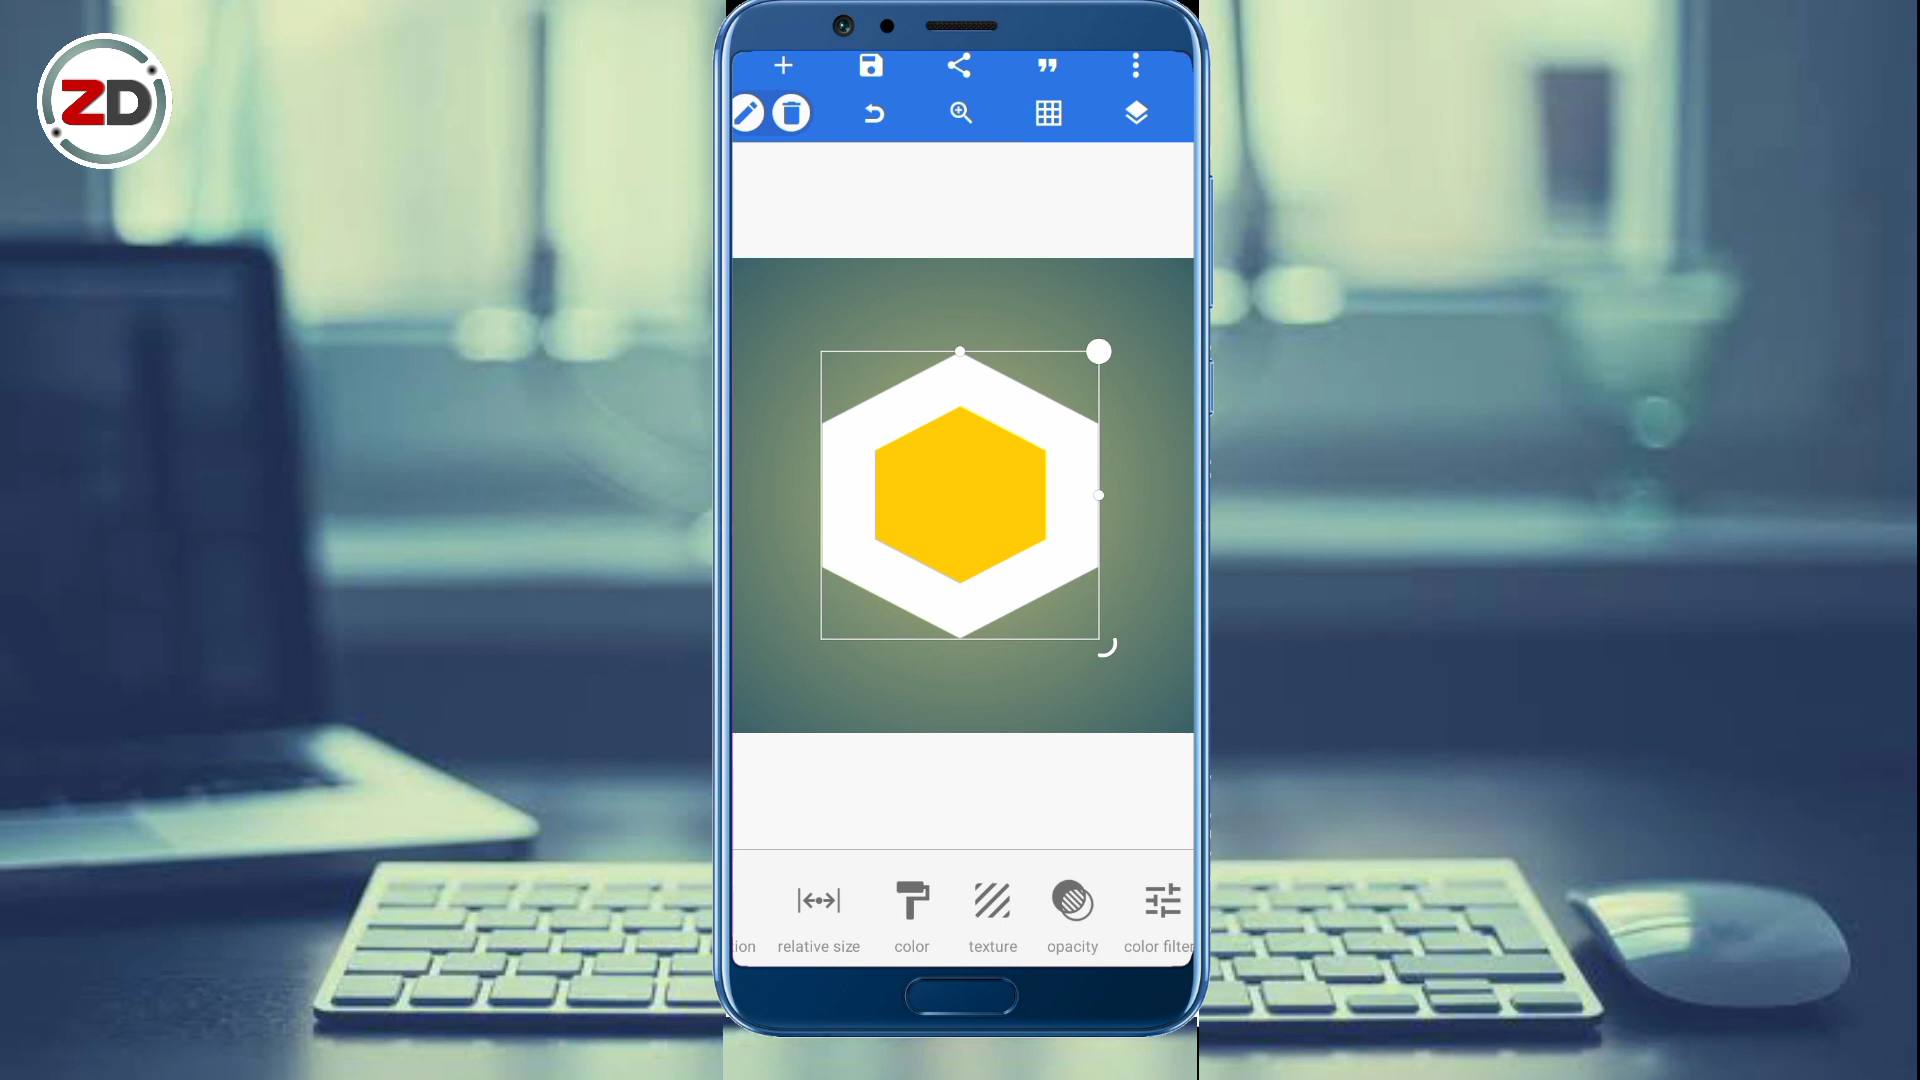 ZD
ion
relative size
color
texture
opacity
color filter